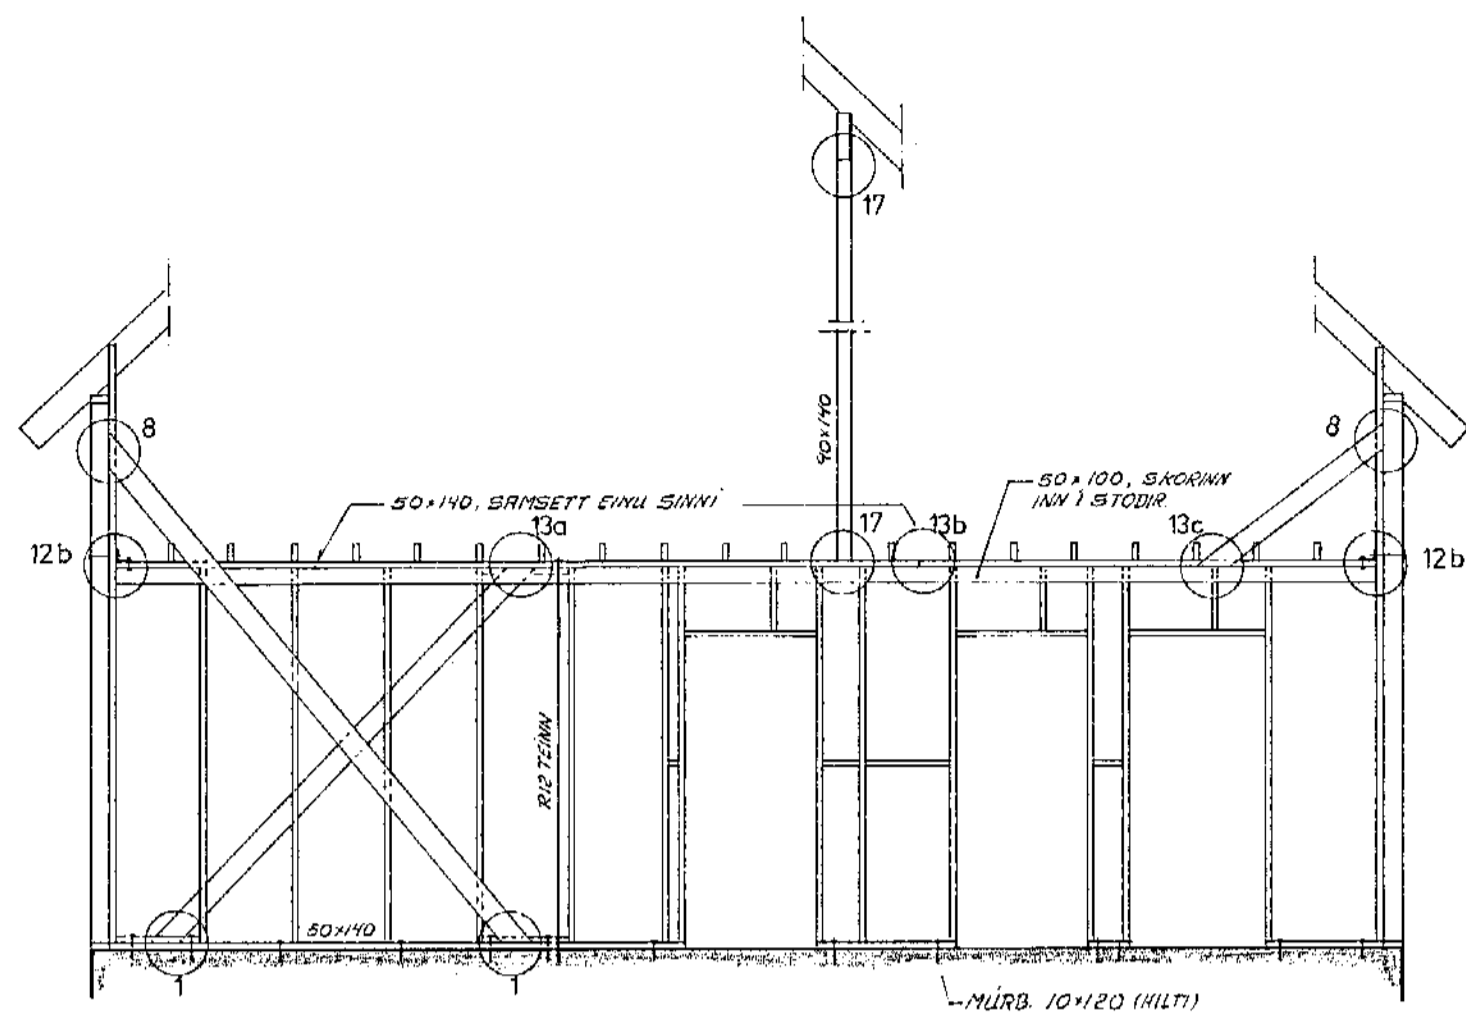 17
8
90×140
8
50×100, SKORINN
INN Í STODIR.
50×140, SAMSETT EINU SINNI
12b
13a
17
13b
13c
12b
R12 TEINN
50×140
1
1
MÚRB. 10×120 (HILTI)